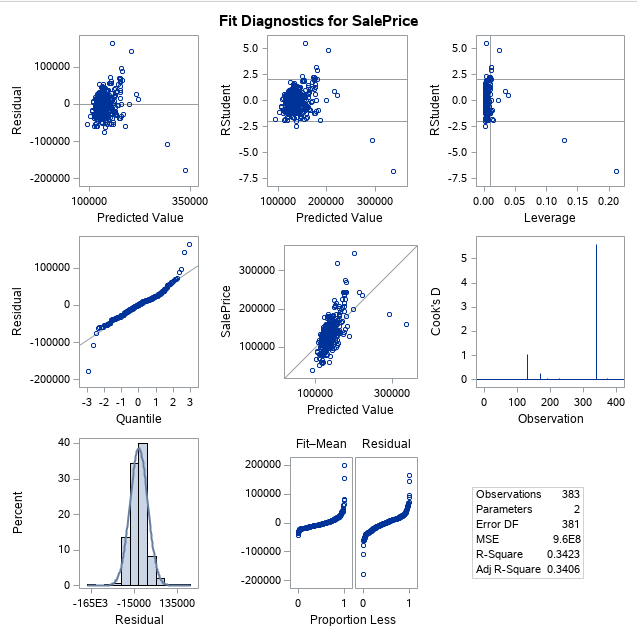 Fit Diagnostics for SalePrice
Residual
100000
0
-100000
-200000
100000 350000
Predicted Value
RStudent
5.0
2.5
0.0
-2.5
-5.0
-7.5
100000 200000 300000
Predicted Value
RStudent
5.0
2.5
0.0
-2.5
-5.0
-7.5
0.00 0.05 0.10 0.15 0.20
Leverage
Residual
100000
0
-100000
-200000
-3 -2 -1 0 1 2 3
Quantile
SalePrice
300000
200000
100000
100000 300000
Predicted Value
Cook's D
5
4
3
2
1
0
0 100 200 300 400
Observation
Percent
40
30
20
10
0
-165E3 -15000 135000
Residual
Fit–Mean Residual
200000
100000
0
-100000
-200000
0 1 0 1
Proportion Less
Observations 383
Parameters 2
Error DF 381
MSE 9.6E8
R-Square 0.3423
Adj R-Square 0.3406